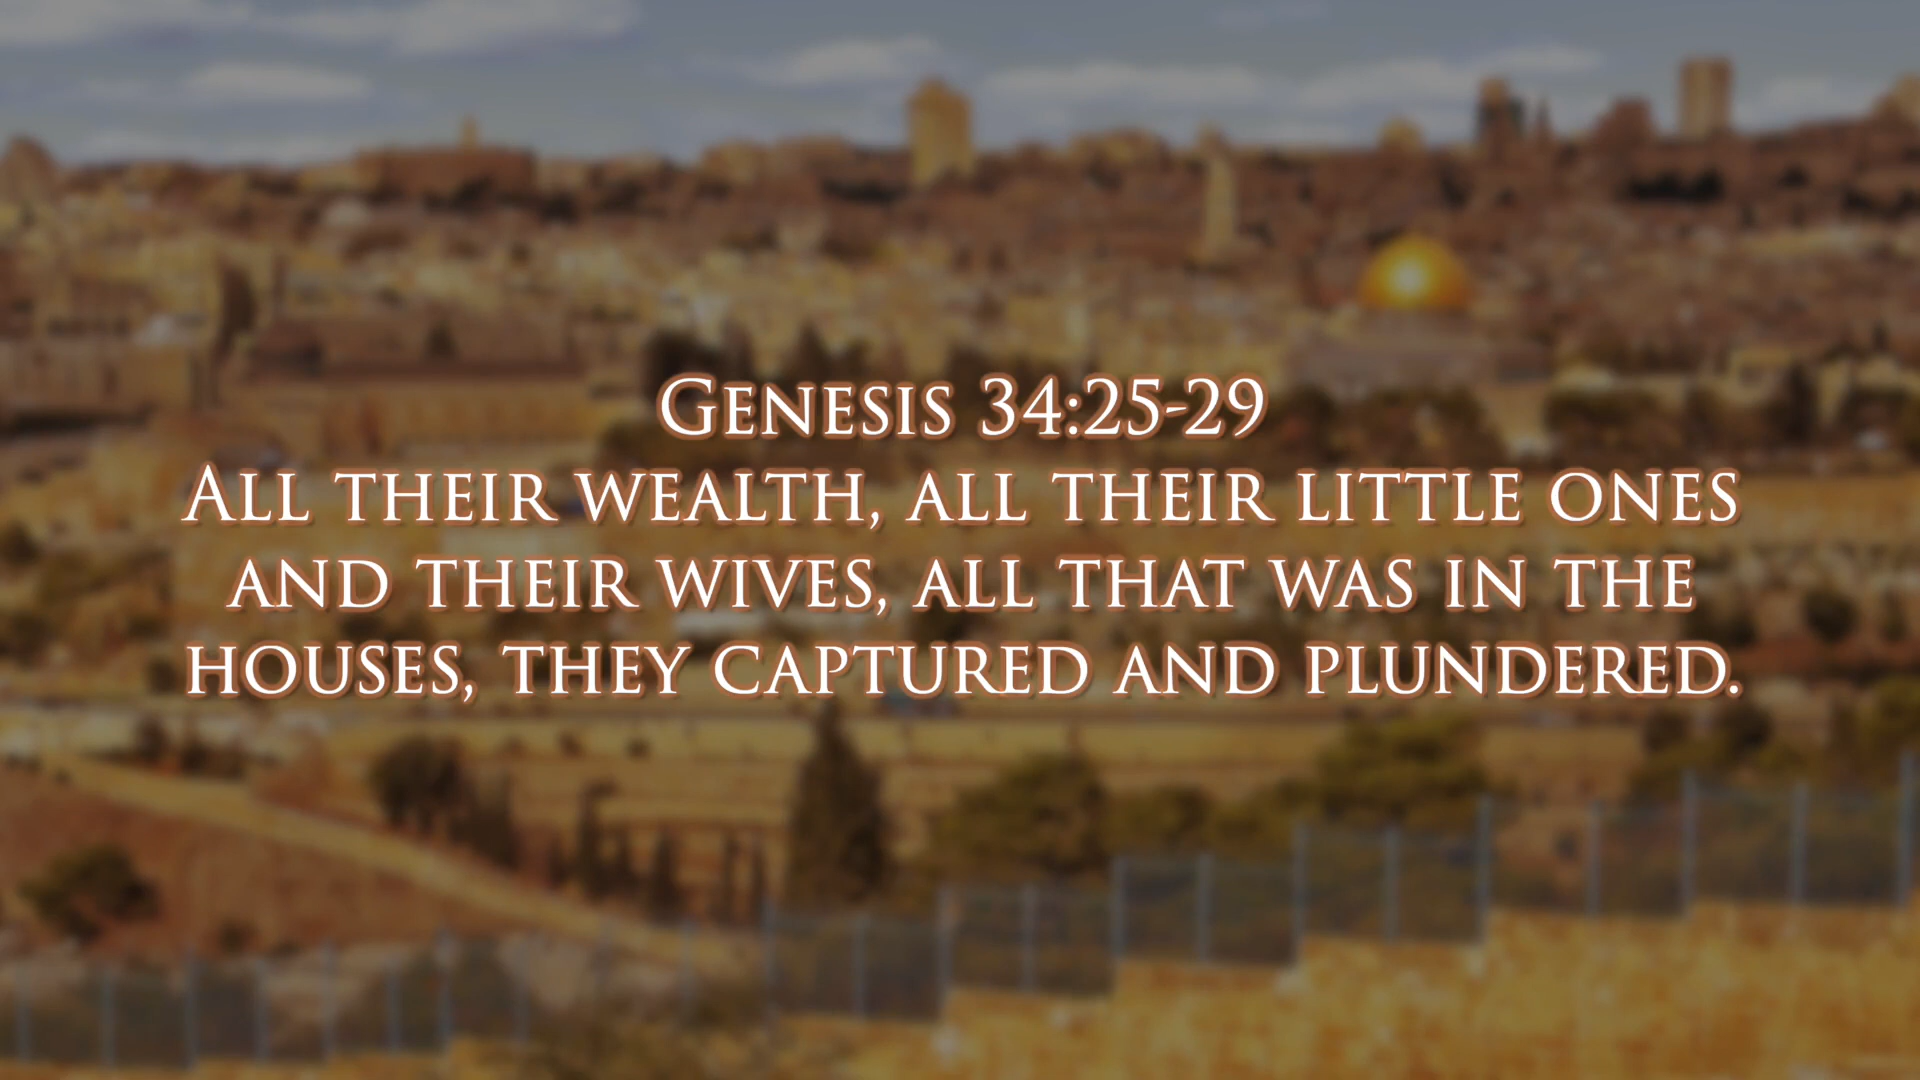 Genesis 34:25-29
All their wealth, all their little ones
and their wives, all that was in the
houses, they captured and plundered.